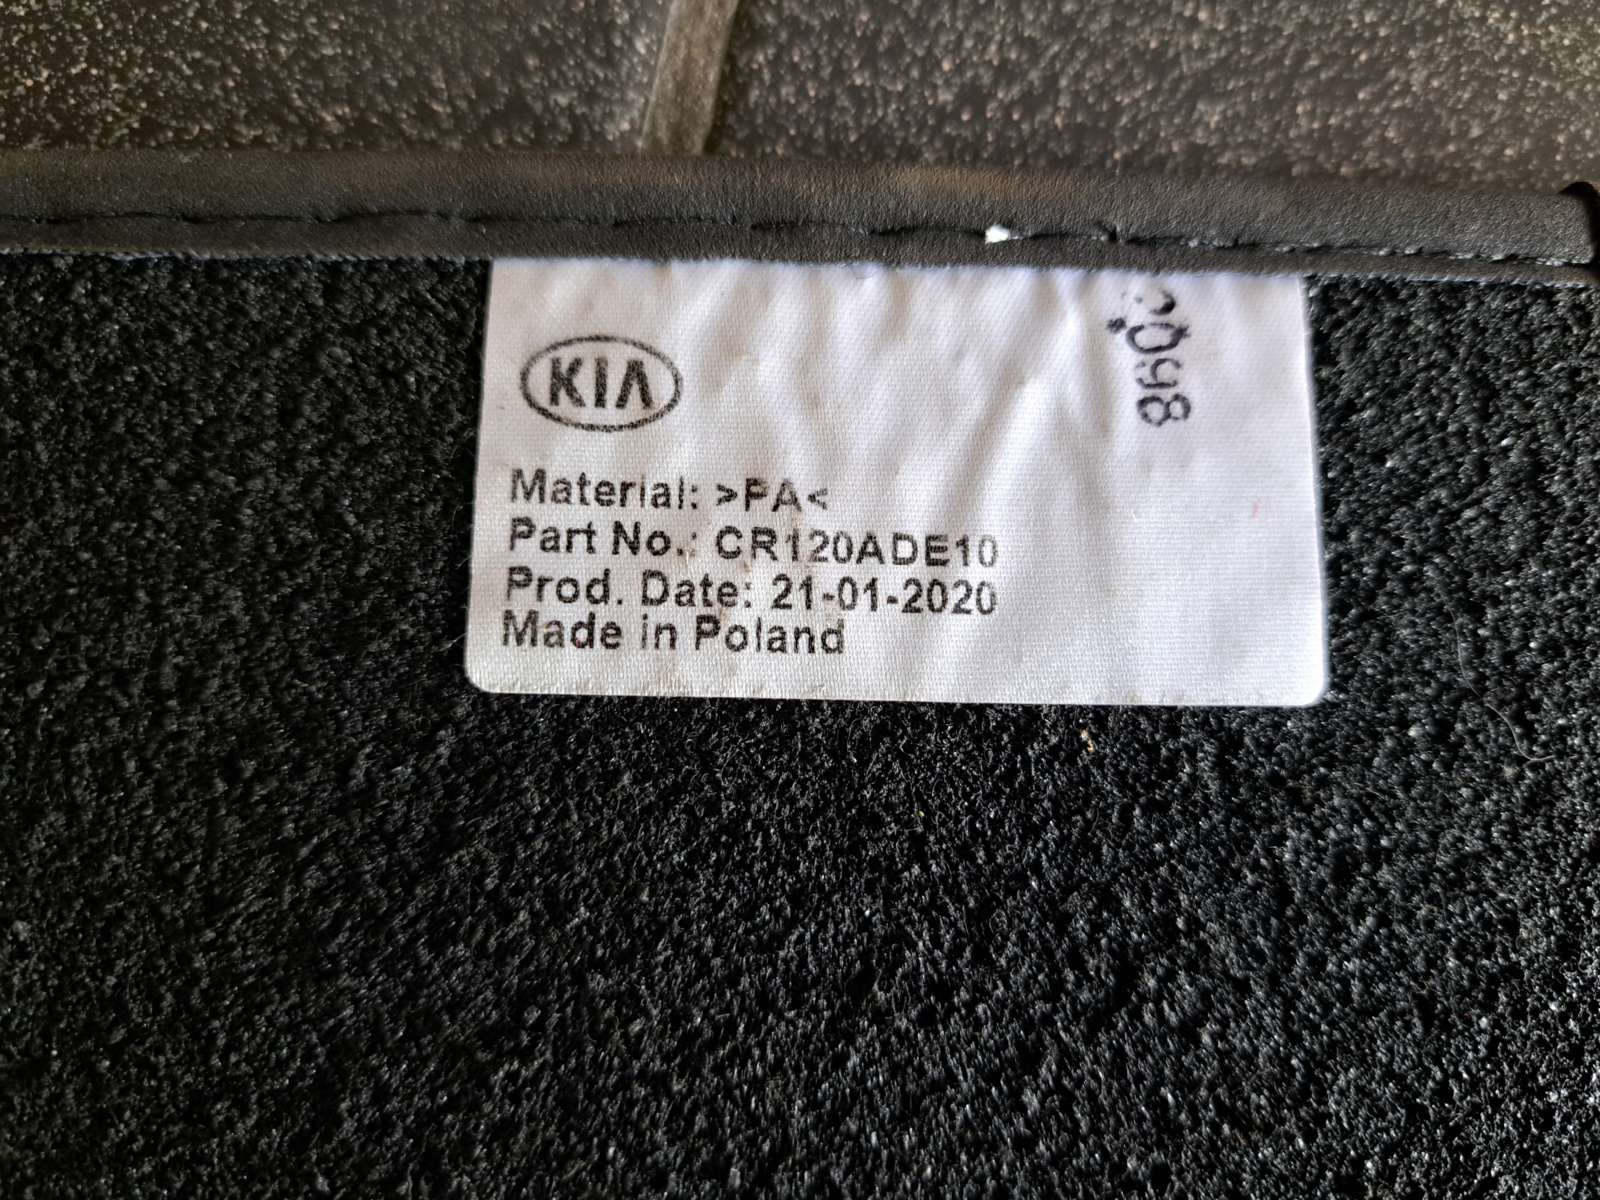 KIA
Material: >PA<
Part No.: CR120ADE10
Prod. Date: 21-01-2020
Made in Poland